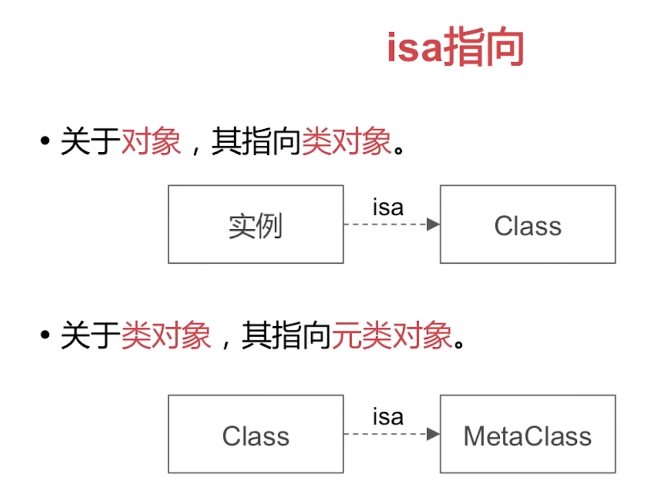 isa指向
• 关于对象，其指向类对象。
isa
实例
Class
• 关于类对象，其指向元类对象。
isa
Class
MetaClass